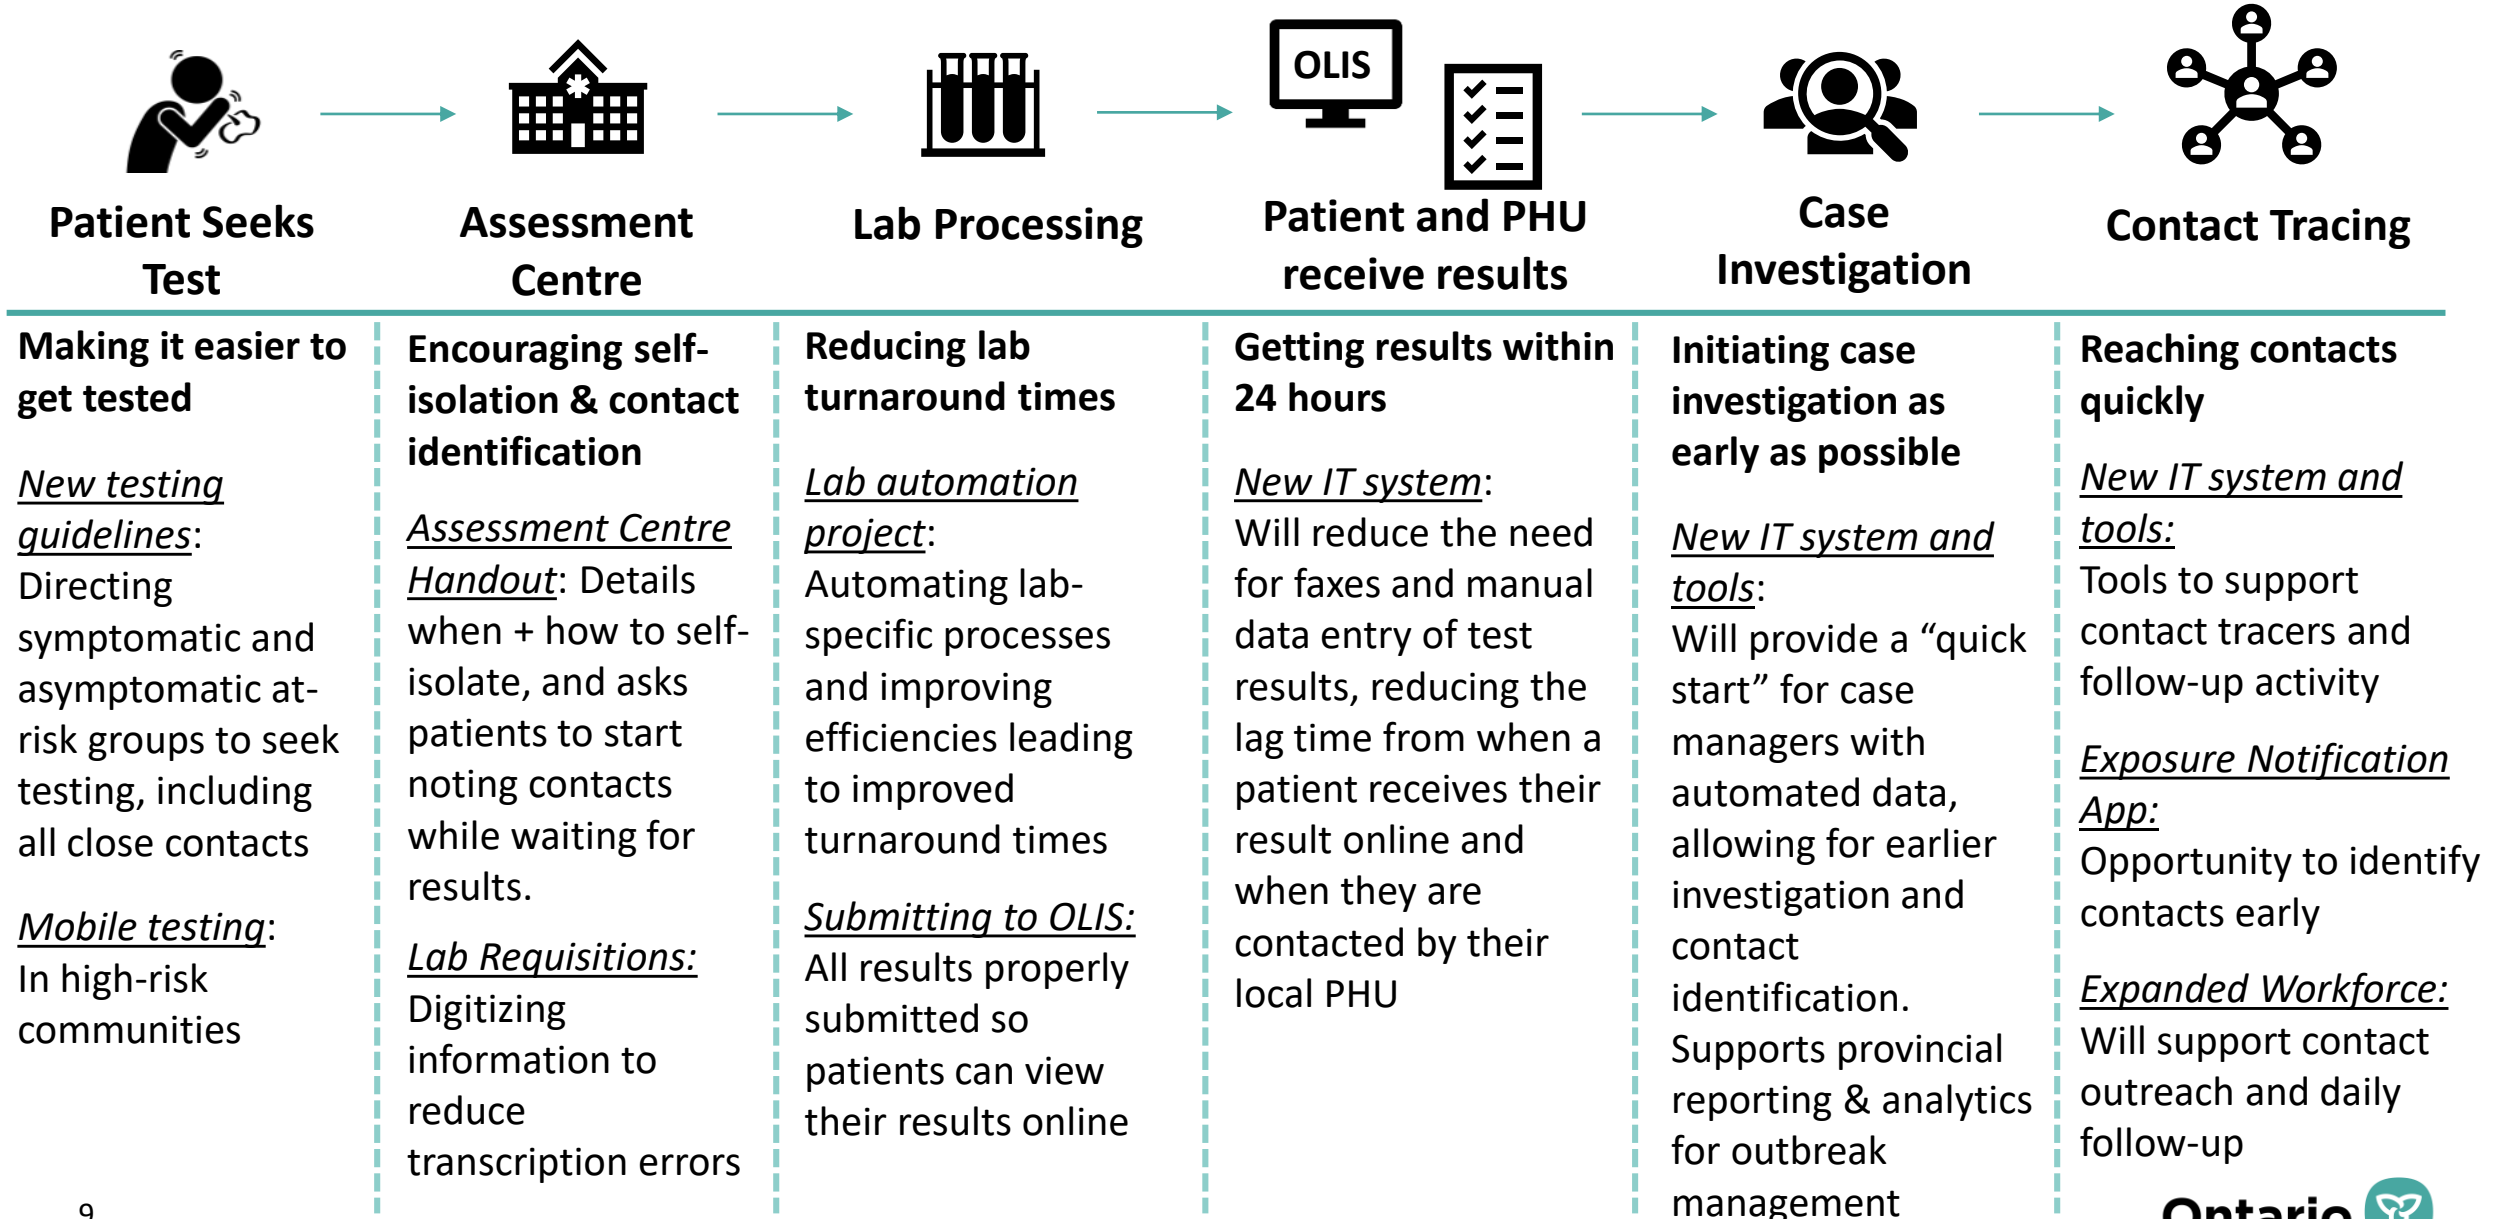 OLIS
Patient Seeks
Test
Assessment
Centre
Lab Processing
Patient and PHU
receive results
Case
Investigation
Contact Tracing
Making it easier to
get tested
New testing
guidelines:
Directing
symptomatic and
asymptomatic at-
risk groups to seek
testing, including
all close contacts
Mobile testing:
In high-risk
communities
Encouraging self-
isolation & contact
identification
Assessment Centre
Handout: Details
when + how to self-
isolate, and asks
patients to start
noting contacts
while waiting for
results.
Lab Requisitions:
Digitizing
information to
reduce
transcription errors
Reducing lab
turnaround times
Lab automation
project:
Automating lab-
specific processes
and improving
efficiencies leading
to improved
turnaround times
Submitting to OLIS:
All results properly
submitted so
patients can view
their results online
Getting results within
24 hours
New IT system:
Will reduce the need
for faxes and manual
data entry of test
results, reducing the
lag time from when a
patient receives their
result online and
when they are
contacted by their
local PHU
Initiating case
investigation as
early as possible
New IT system and
tools:
Will provide a “quick
start” for case
managers with
automated data,
allowing for earlier
investigation and
contact
identification.
Supports provincial
reporting & analytics
for outbreak
management
Reaching contacts
quickly
New IT system and
tools:
Tools to support
contact tracers and
follow-up activity
Exposure Notification
App:
Opportunity to identify
contacts early
Expanded Workforce:
Will support contact
outreach and daily
follow-up
9
Ontario